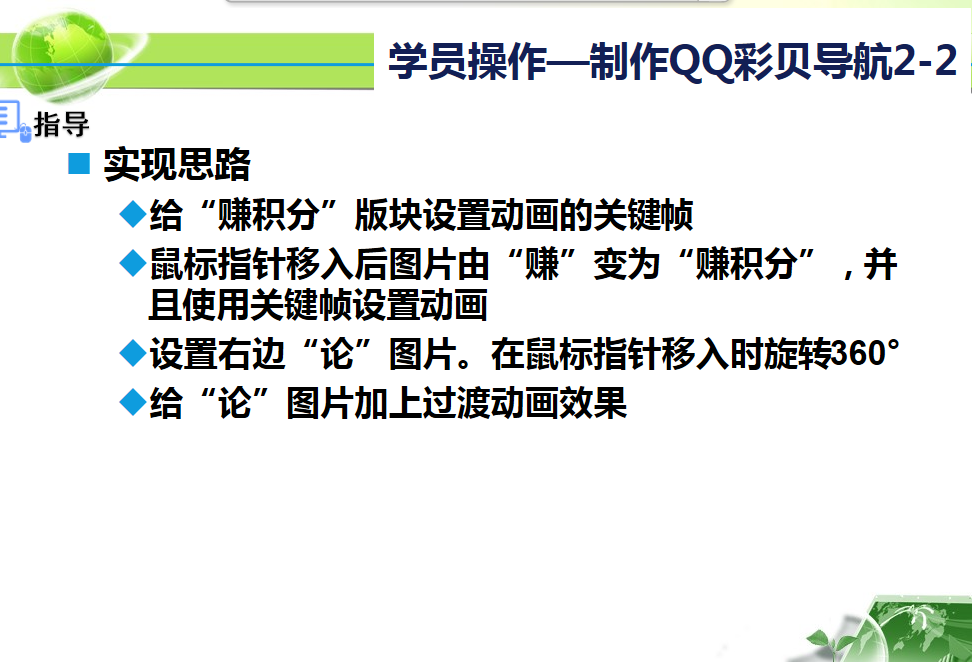 学员操作—制作QQ彩贝导航2-2
指导
实现思路
给“赚积分”版块设置动画的关键帧
鼠标指针移入后图片由“赚”变为“赚积分”，并
且使用关键帧设置动画
设置右边“论”图片。在鼠标指针移入时旋转360°
给“论”图片加上过渡动画效果